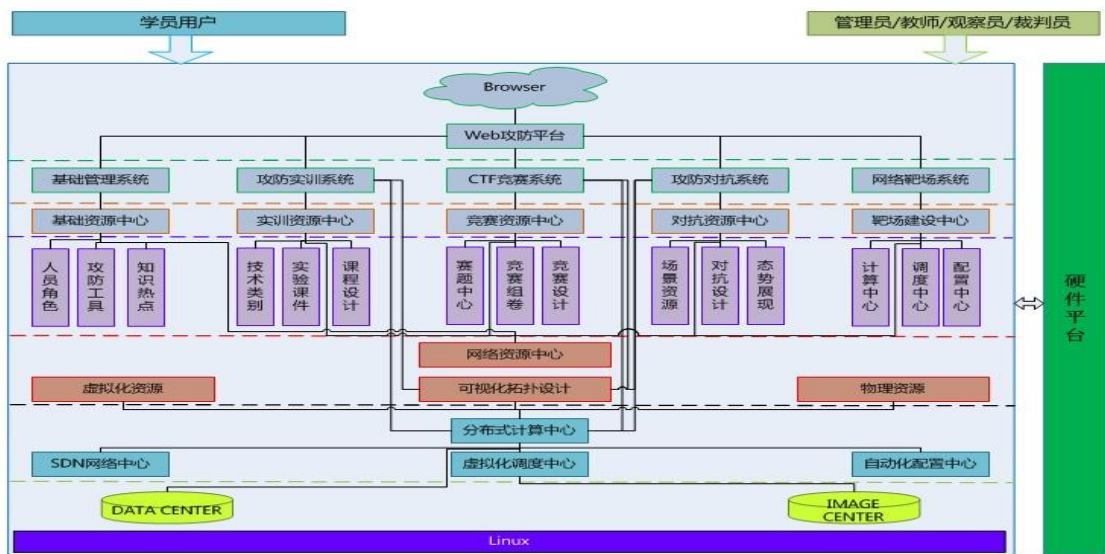 学员用户
管理员/教师/观察员/裁判员
Browser
Web攻防平台
基础管理系统
攻防实训系统
CTF竞赛系统
攻防对抗系统
网络靶场系统
基础资源中心
实训资源中心
竞赛资源中心
对抗资源中心
靶场建设中心
人员角色
攻防工具
知识热点
技术类别
实验课件
课程设计
赛题中心
竞赛组卷
竞赛设计
场景资源
对抗设计
态势展现
计算中心
调度中心
配置中心
硬件平台
网络资源中心
虚拟化资源
可视化拓扑设计
物理资源
分布式计算中心
SDN网络中心
虚拟化调度中心
自动化配置中心
DATA CENTER
IMAGE
CENTER
Linux